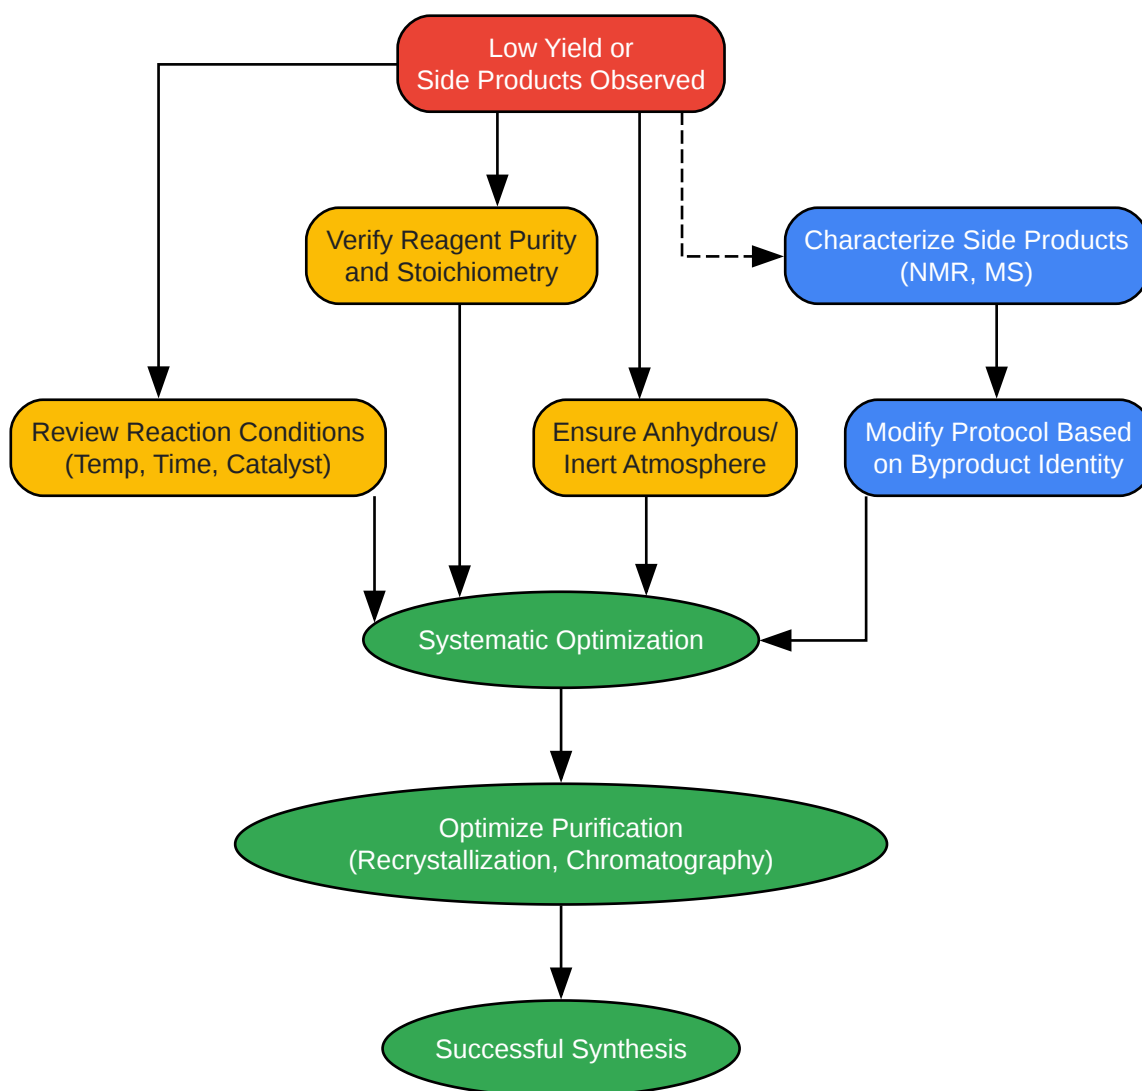 Low Yield or
Side Products Observed
Verify Reagent Purity
and Stoichiometry
Characterize Side Products
(NMR, MS)
Review Reaction Conditions
(Temp, Time, Catalyst)
Ensure Anhydrous/
Inert Atmosphere
Modify Protocol Based
on Byproduct Identity
Systematic Optimization
Optimize Purification
(Recrystallization, Chromatography)
Successful Synthesis